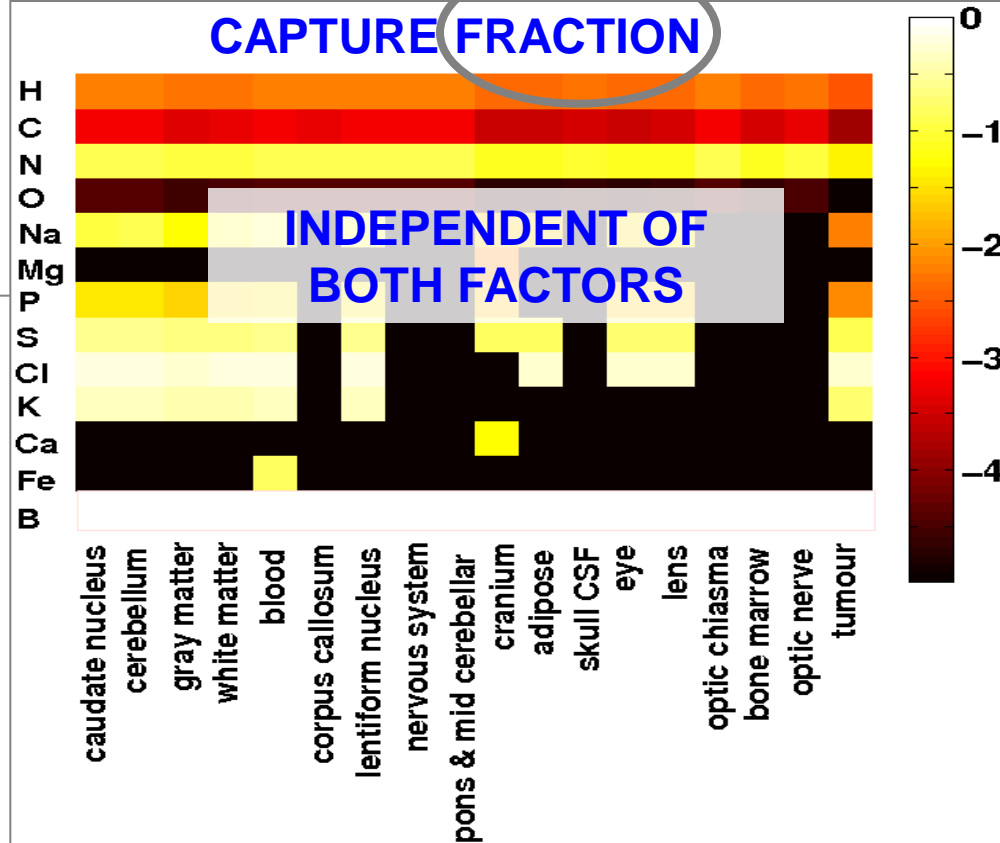 CAPTURE FRACTION
H
C
N
O
Na
Mg
P
S
Cl
K
Ca
Fe
B
INDEPENDENT OF
BOTH FACTORS
0
−1
−2
−3
−4
caudate nucleus
cerebellum
gray matter
white matter
blood
corpus callosum
lentiform nucleus
nervous system
pons & mid cerebellar
cranium
adipose
skull CSF
eye
lens
optic chiasma
bone marrow
optic nerve
tumour